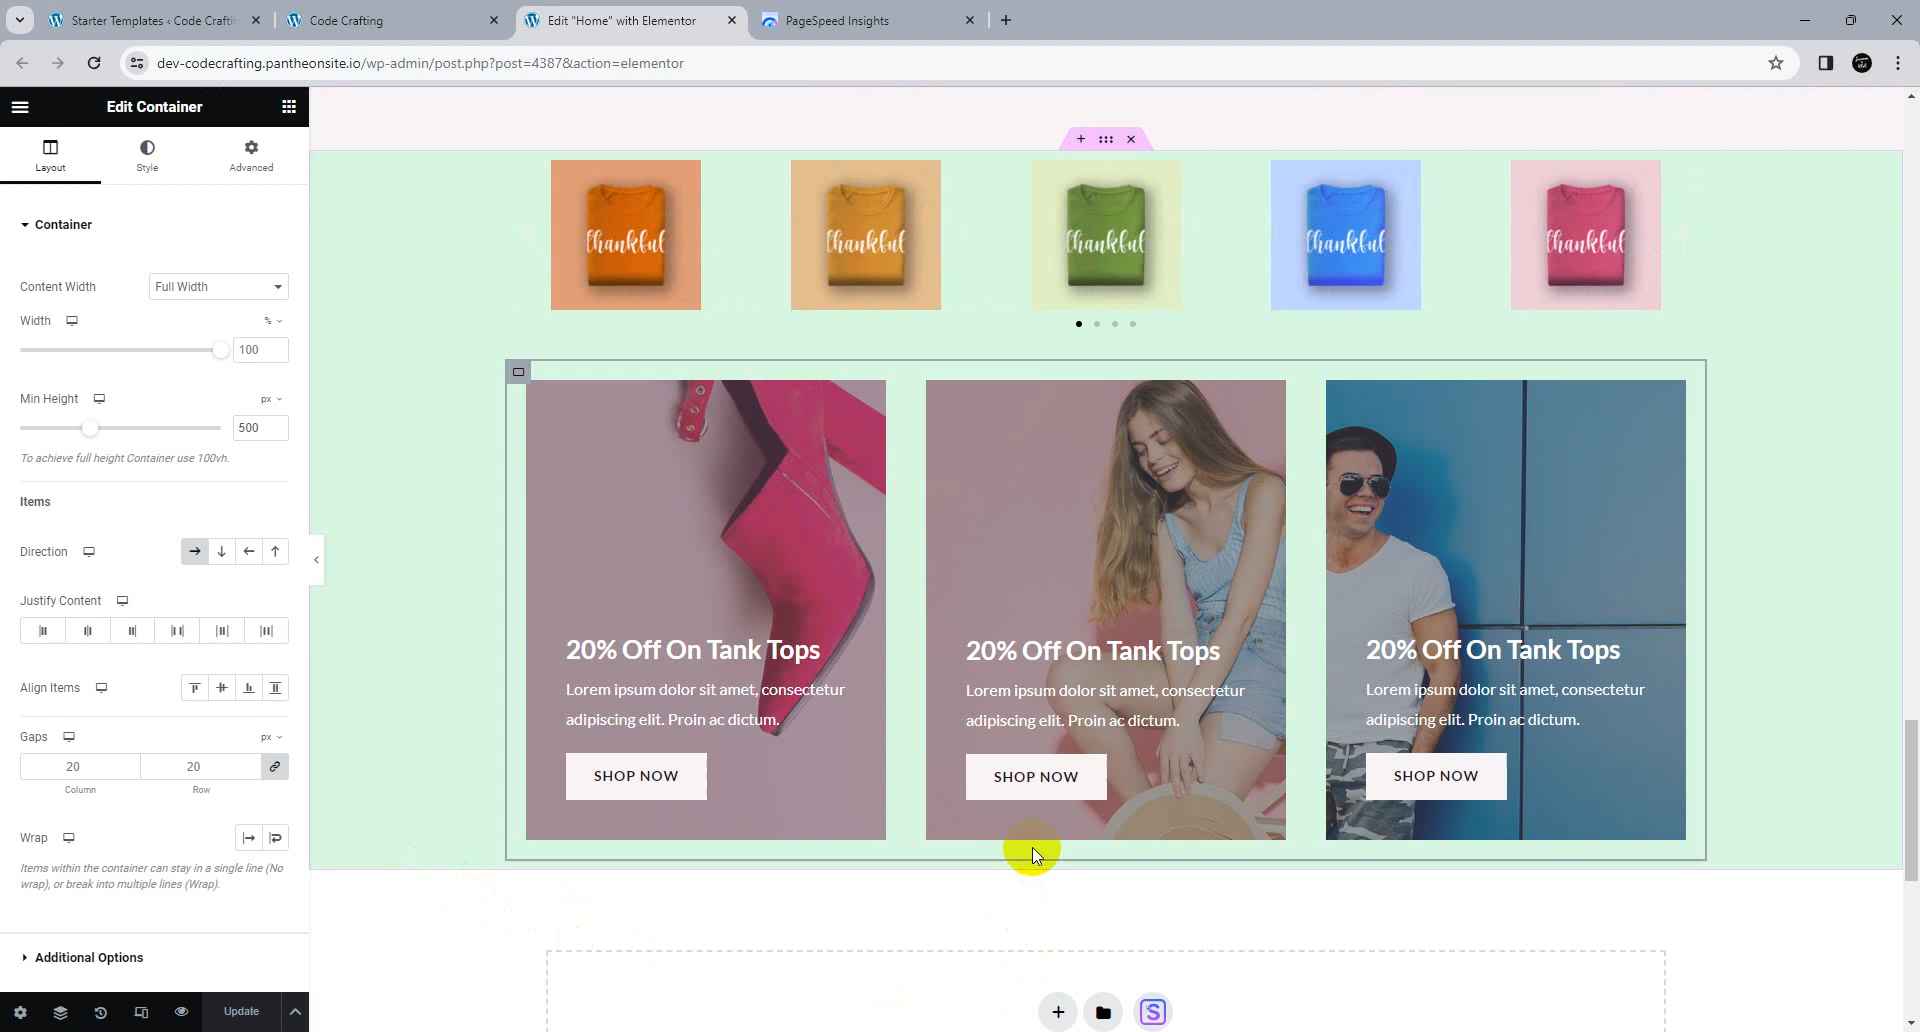 Starter Templates ‹ Code Craftin
Code Crafting
Edit "Home" with Elementor
PageSpeed Insights
dev-codecrafting.pantheonsite.io/wp-admin/post.php?post=4387&action=elementor
Edit Container
Layout
Style
Advanced
Container
Content Width
Full Width
Width
%
100
Min Height
px
500
To achieve full height Container use 100vh.
Items
Direction
Justify Content
Align Items
Gaps
px
20
20
Column
Row
Wrap
Items within the container can stay in a single line (No
wrap), or break into multiple lines (Wrap).
Additional Options
Update
thankful
thankful
thankful
thankful
thankful
20% Off On Tank Tops
Lorem ipsum dolor sit amet, consectetur
adipiscing elit. Proin ac dictum.
SHOP NOW
20% Off On Tank Tops
Lorem ipsum dolor sit amet, consectetur
adipiscing elit. Proin ac dictum.
SHOP NOW
20% Off On Tank Tops
Lorem ipsum dolor sit amet, consectetur
adipiscing elit. Proin ac dictum.
SHOP NOW